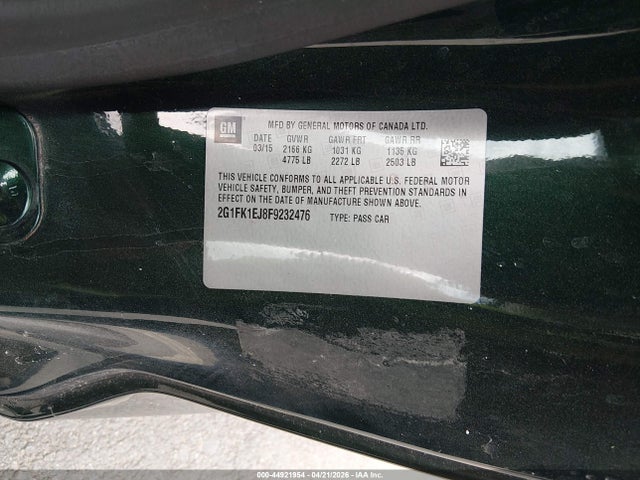 GM
MFD BY GENERAL MOTORS OF CANADA LTD.
DATE GVWR GAWR FRT GAWR RR
03/15 2166 KG 1031 KG 1136 KG
4775 LB 2272 LB 2503 LB
THIS VEHICLE CONFORMS TO ALL APPLICABLE U.S. FEDERAL MOTOR
VEHICLE SAFETY, BUMPER, AND THEFT PREVENTION STANDARDS IN
EFFECT ON THE DATE OF MANUFACTURE SHOWN ABOVE.
2G1FK1EJ8F9232476 TYPE: PASS CAR
000-44921954 | 04/21/2026 | IAA Inc.